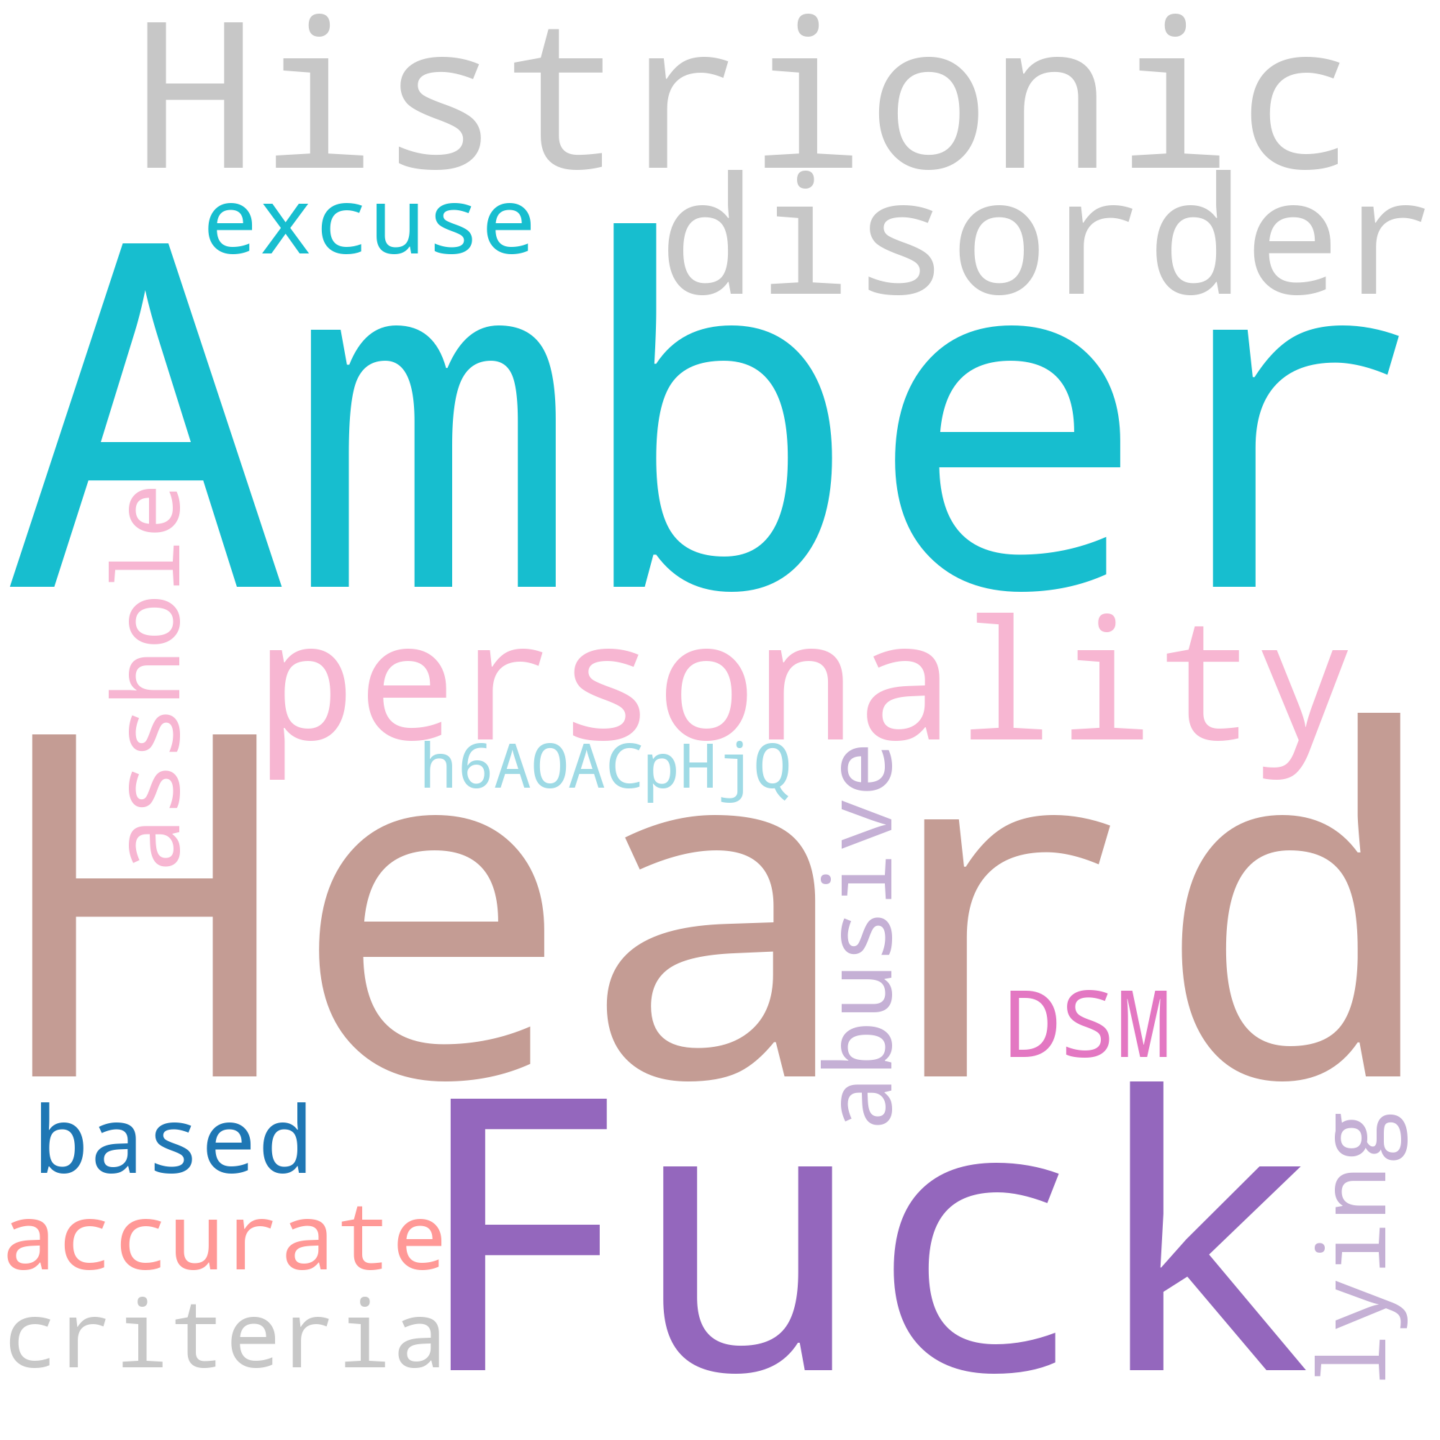 Histrionic
excuse
disorder
Amber
asshole
personality
h6AOACpHjQ
Heard
abusive
DSM
based
Fuck
lying
accurate
criteria